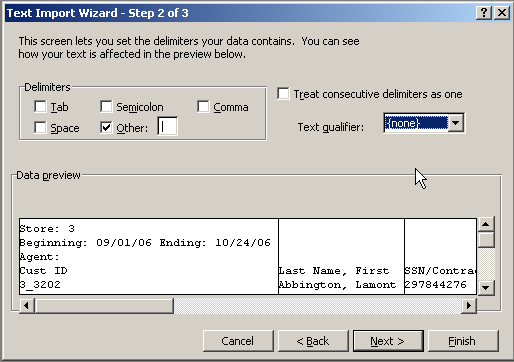 Text Import Wizard - Step 2 of 3
This screen lets you set the delimiters your data contains. You can see
how your text is affected in the preview below.
Delimiters
Tab Semicolon Comma
Space Other: |
Treat consecutive delimiters as one
Text qualifier: {none}
Data preview
Store: 3
Beginning: 09/01/06 Ending: 10/24/06
Agent:
Cust ID Last Name, First SSN/Contrac
3_3202 Abbington, Lamont 297844276
Cancel < Back Next > Finish